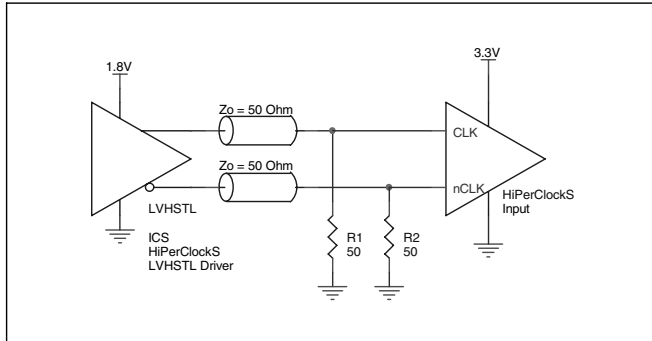 1.8V
3.3V
Zo = 50 Ohm
CLK
Zo = 50 Ohm
nCLK
HiPerClockS
Input
LVHSTL
ICS
HiPerClockS
LVHSTL Driver
R1
50
R2
50